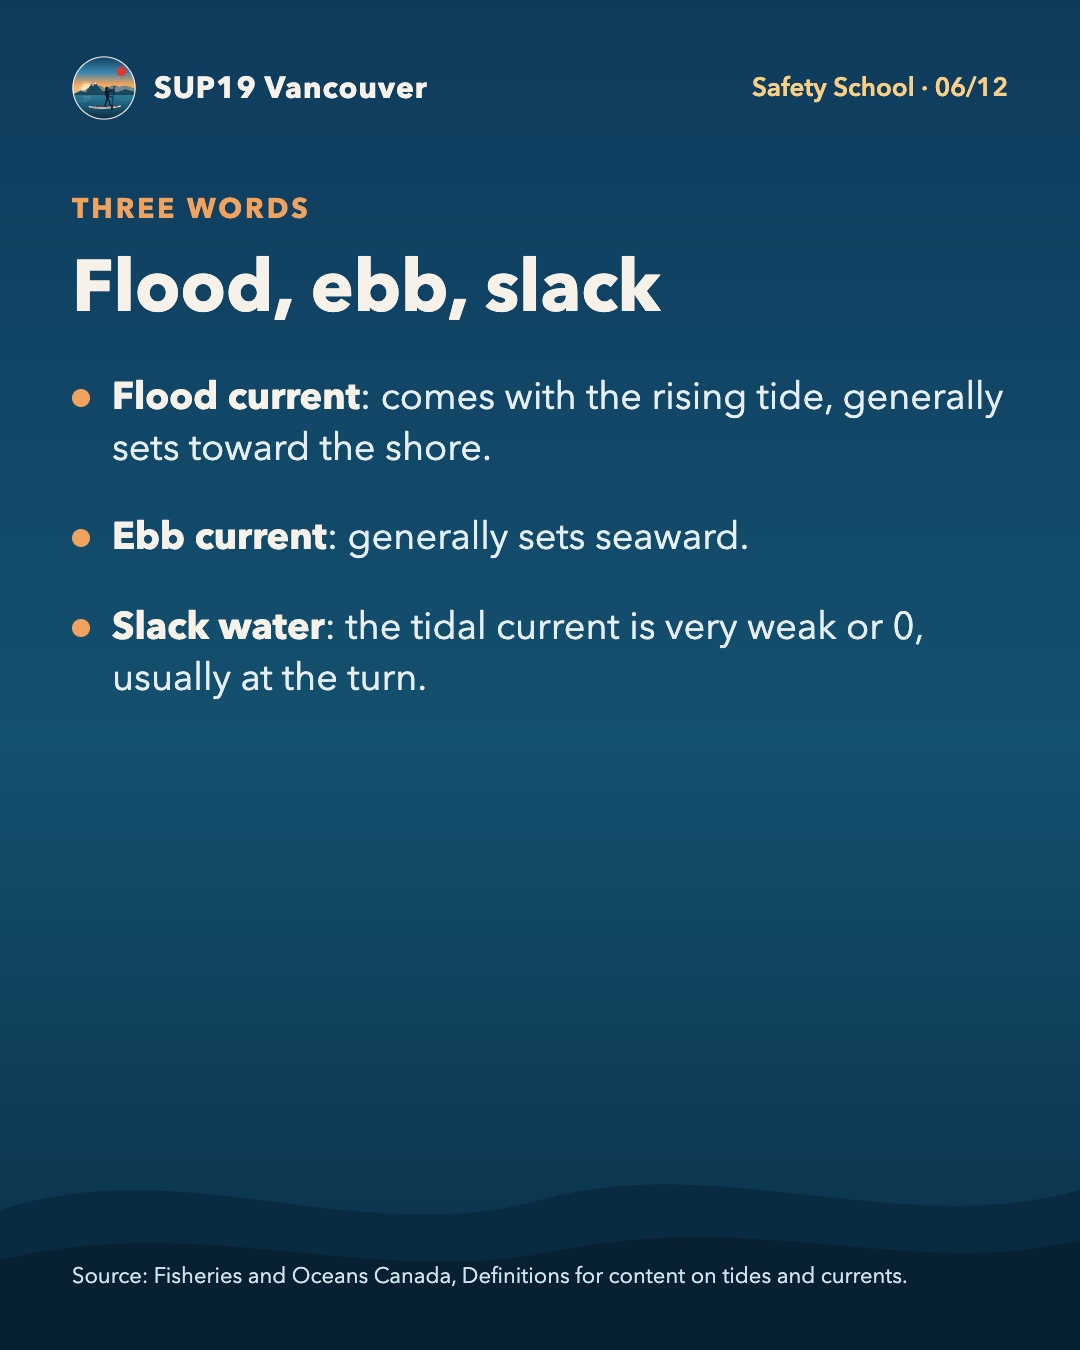 SUP19 Vancouver
Safety School · 06/12
THREE WORDS
Flood, ebb, slack
Flood current: comes with the rising tide, generally
sets toward the shore.
Ebb current: generally sets seaward.
Slack water: the tidal current is very weak or 0,
usually at the turn.
Source: Fisheries and Oceans Canada, Definitions for content on tides and currents.